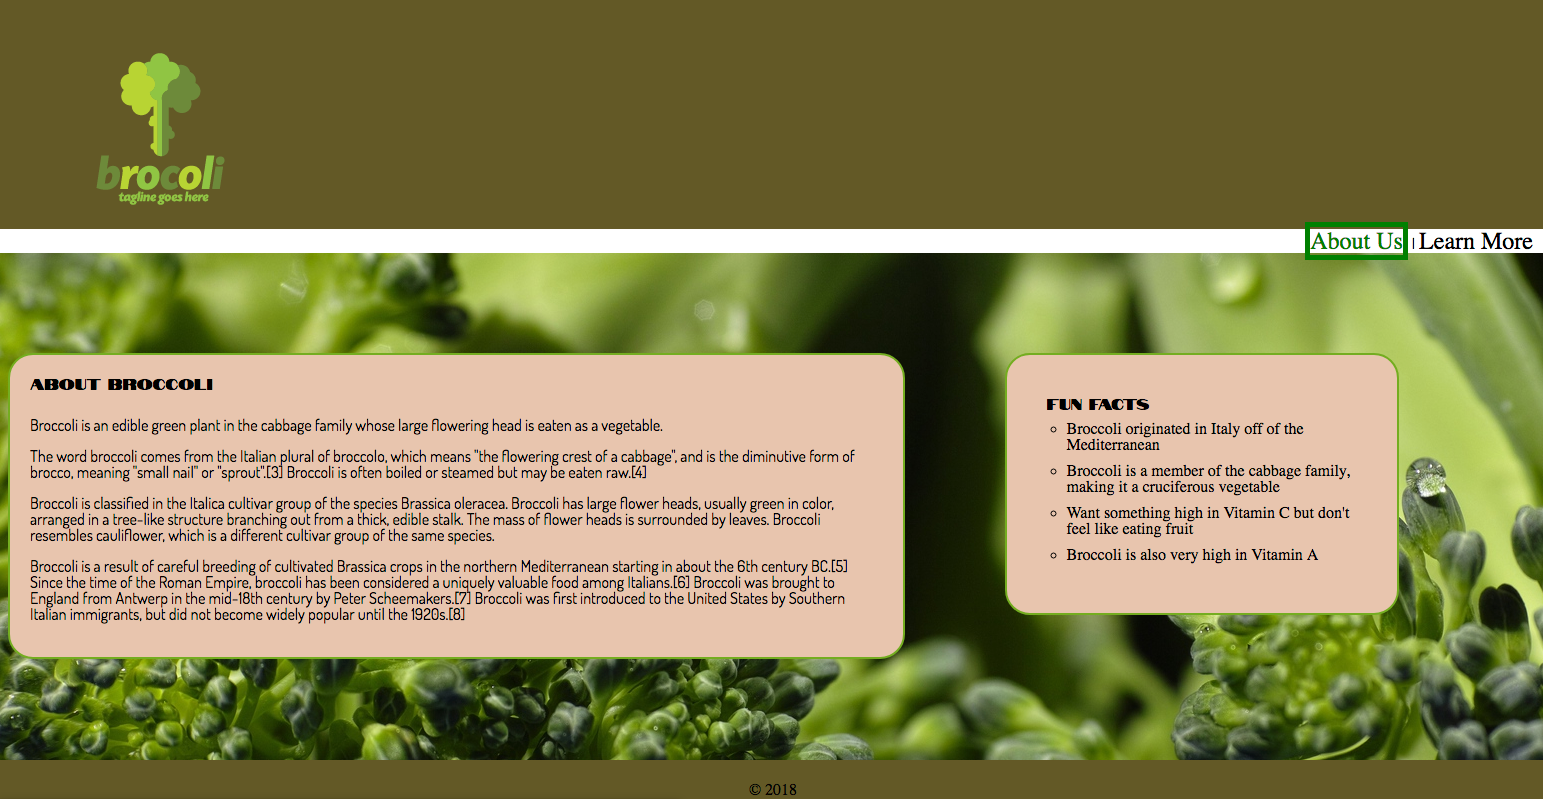 brocoli
tagline goes here
About Us | Learn More
ABOUT BROCCOLI
Broccoli is an edible green plant in the cabbage family whose large flowering head is eaten as a vegetable.
The word broccoli comes from the Italian plural of broccolo, which means "the flowering crest of a cabbage", and is the diminutive form of
brocco, meaning "small nail" or "sprout".[3] Broccoli is often boiled or steamed but may be eaten raw.[4]
Broccoli is classified in the Italica cultivar group of the species Brassica oleracea. Broccoli has large flower heads, usually green in color,
arranged in a tree-like structure branching out from a thick, edible stalk. The mass of flower heads is surrounded by leaves. Broccoli
resembles cauliflower, which is a different cultivar group of the same species.
Broccoli is a result of careful breeding of cultivated Brassica crops in the northern Mediterranean starting in about the 6th century BC.[5]
Since the time of the Roman Empire, broccoli has been considered a uniquely valuable food among Italians.[6] Broccoli was brought to
England from Antwerp in the mid-18th century by Peter Scheemakers.[7] Broccoli was first introduced to the United States by Southern
Italian immigrants, but did not become widely popular until the 1920s.[8]
FUN FACTS
Broccoli originated in Italy off of the
Mediterranean
Broccoli is a member of the cabbage family,
making it a cruciferous vegetable
Want something high in Vitamin C but don't
feel like eating fruit
Broccoli is also very high in Vitamin A
© 2018